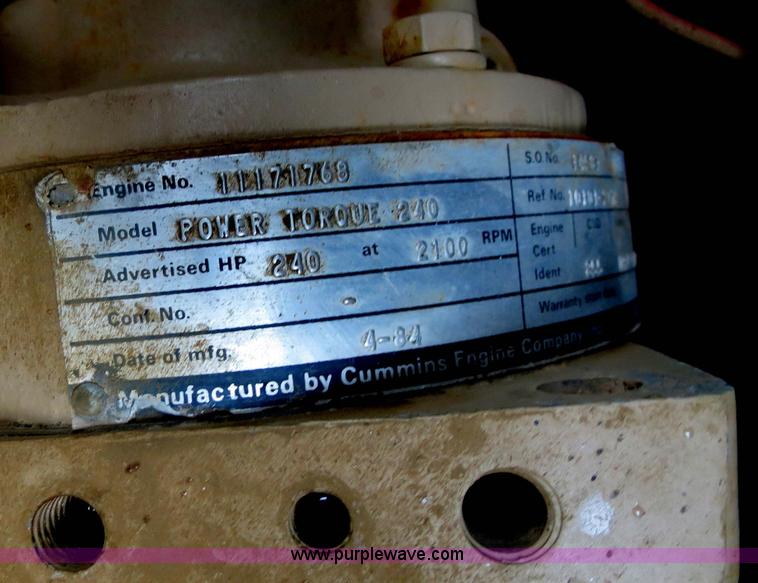 Engine No. 11171768
S.O No.
Model POWER TORQUE 240
Ref No.
Advertised HP 240 at 2100 RPM
Engine Cert Ident
Conf. No.
Warranty
Date of mfg. 4-84
Manufactured by Cummins Engine Company
www.purplewave.com